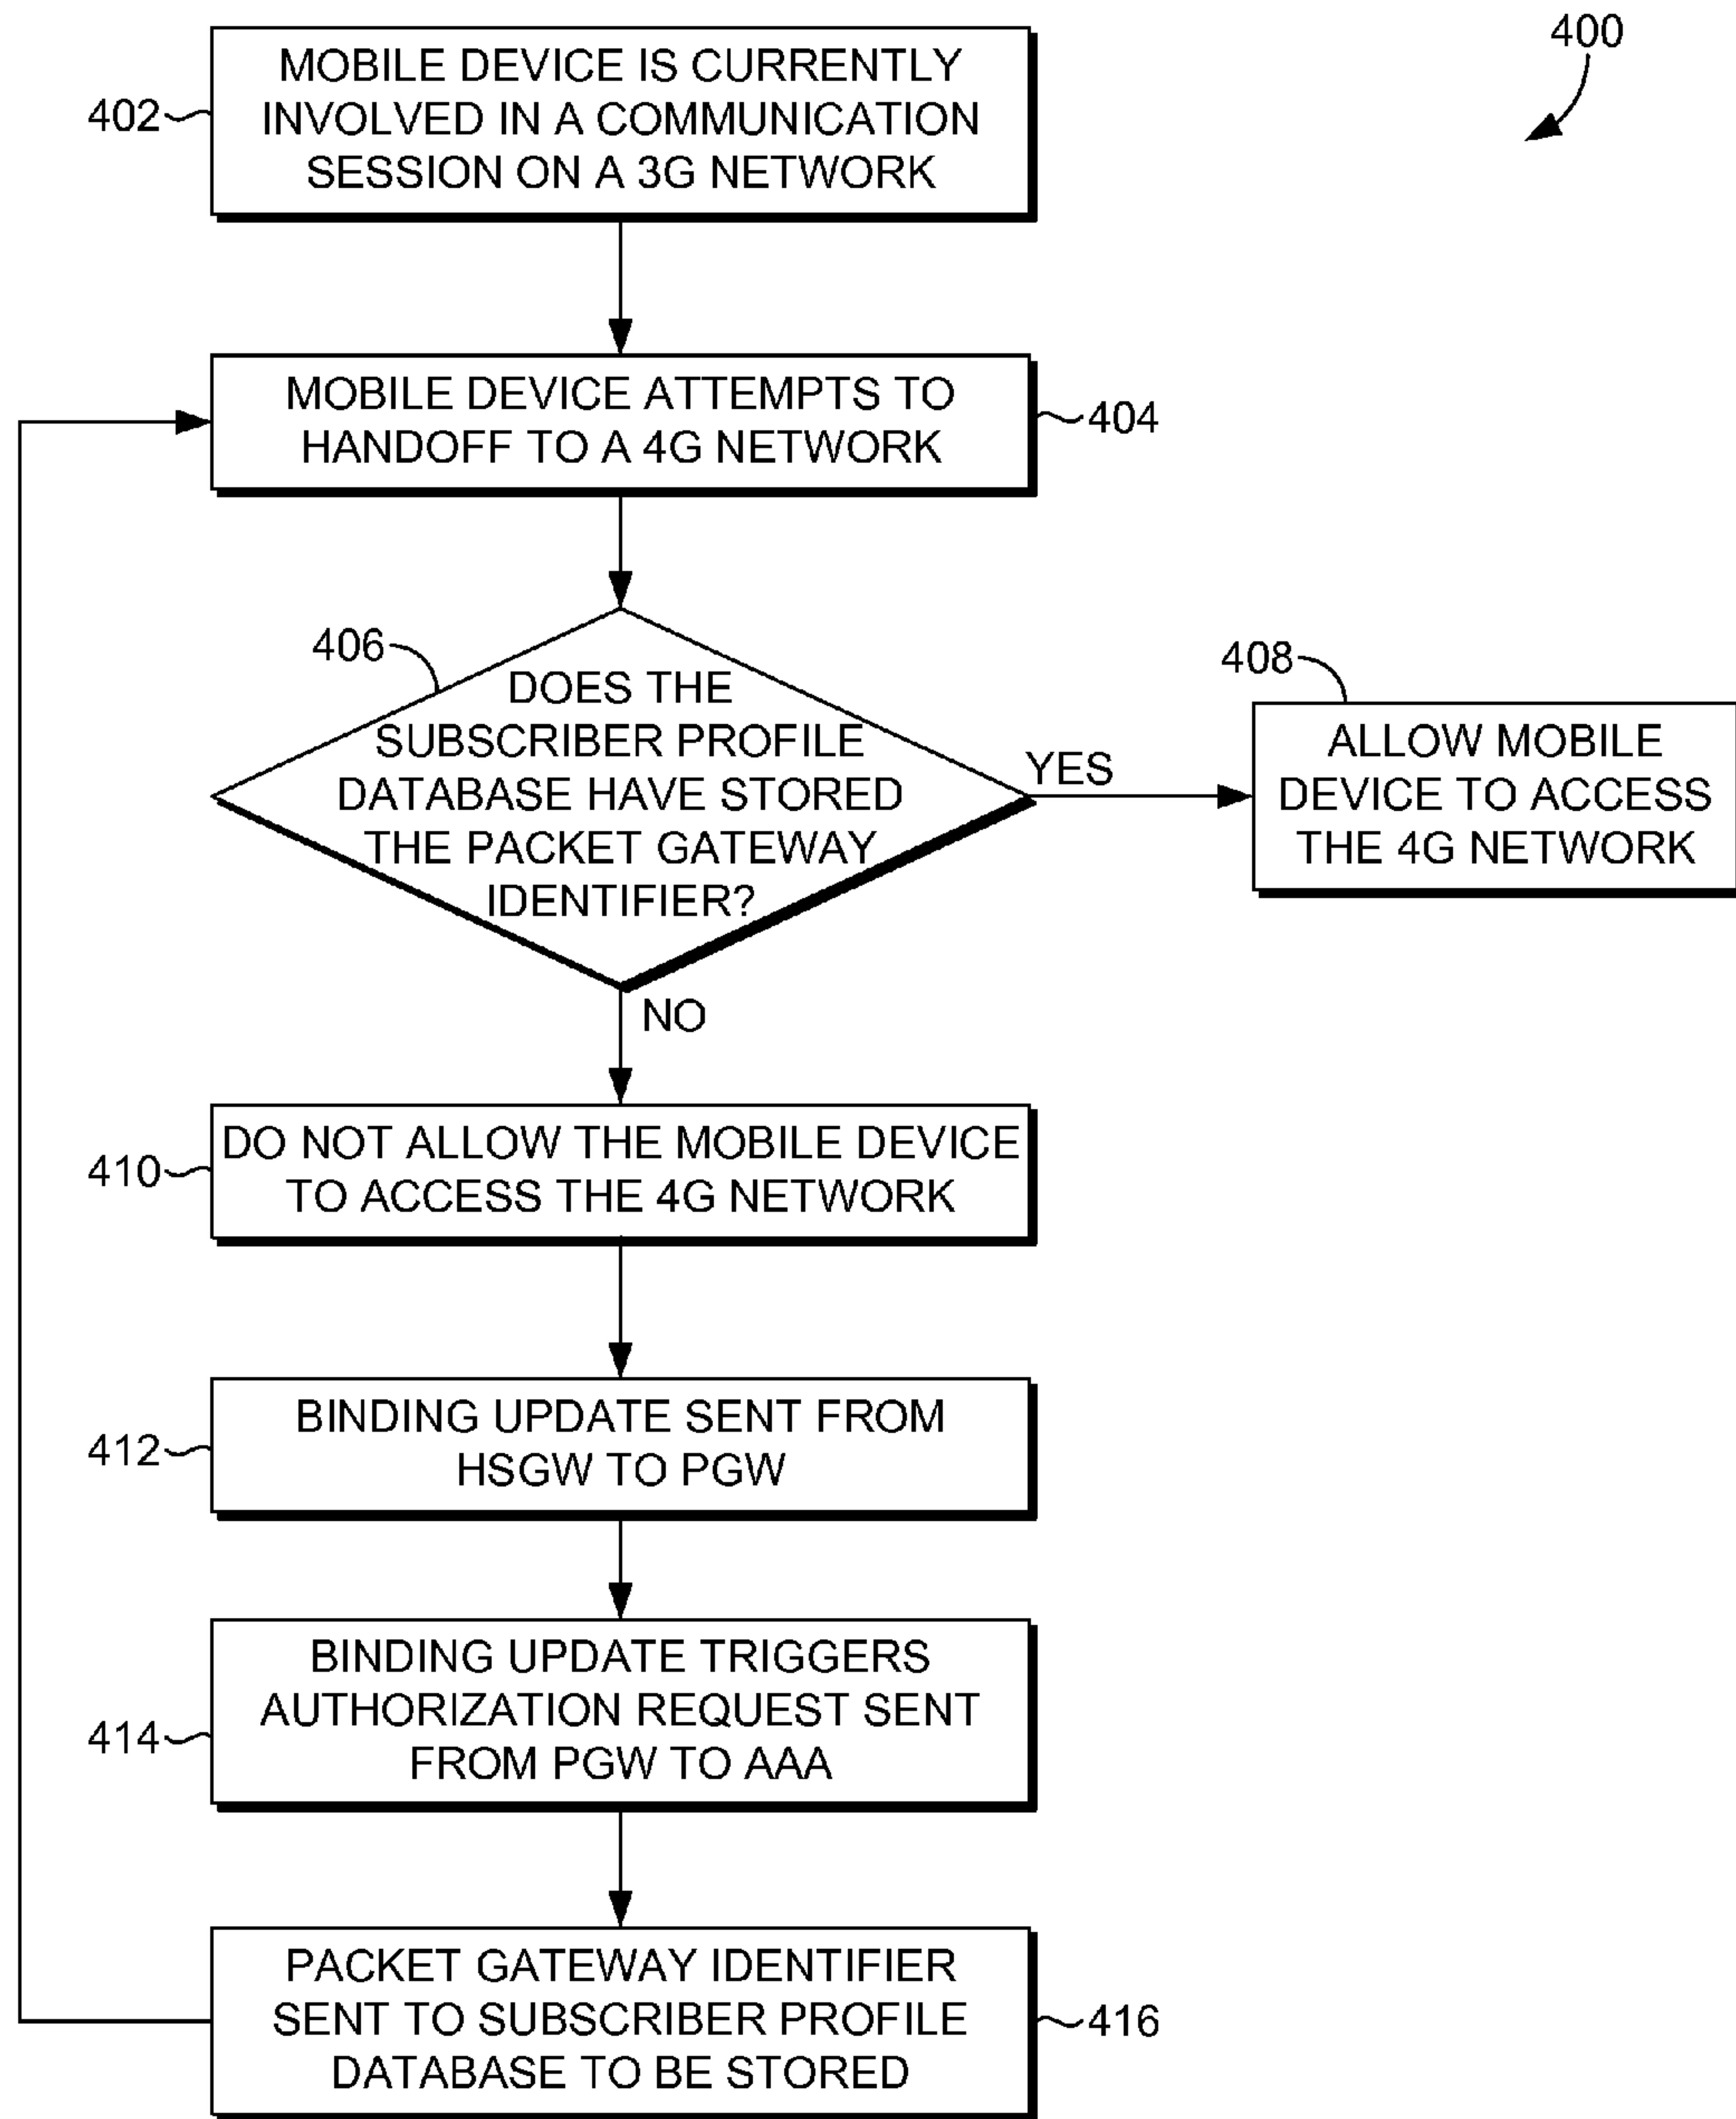 400
402
MOBILE DEVICE IS CURRENTLY
INVOLVED IN A COMMUNICATION
SESSION ON A 3G NETWORK
MOBILE DEVICE ATTEMPTS TO
HANDOFF TO A 4G NETWORK
404
406
DOES THE
SUBSCRIBER PROFILE
DATABASE HAVE STORED
THE PACKET GATEWAY
IDENTIFIER?
YES
408
ALLOW MOBILE
DEVICE TO ACCESS
THE 4G NETWORK
NO
410
DO NOT ALLOW THE MOBILE DEVICE
TO ACCESS THE 4G NETWORK
412
BINDING UPDATE SENT FROM
HSGW TO PGW
414
BINDING UPDATE TRIGGERS
AUTHORIZATION REQUEST SENT
FROM PGW TO AAA
PACKET GATEWAY IDENTIFIER
SENT TO SUBSCRIBER PROFILE
DATABASE TO BE STORED
416